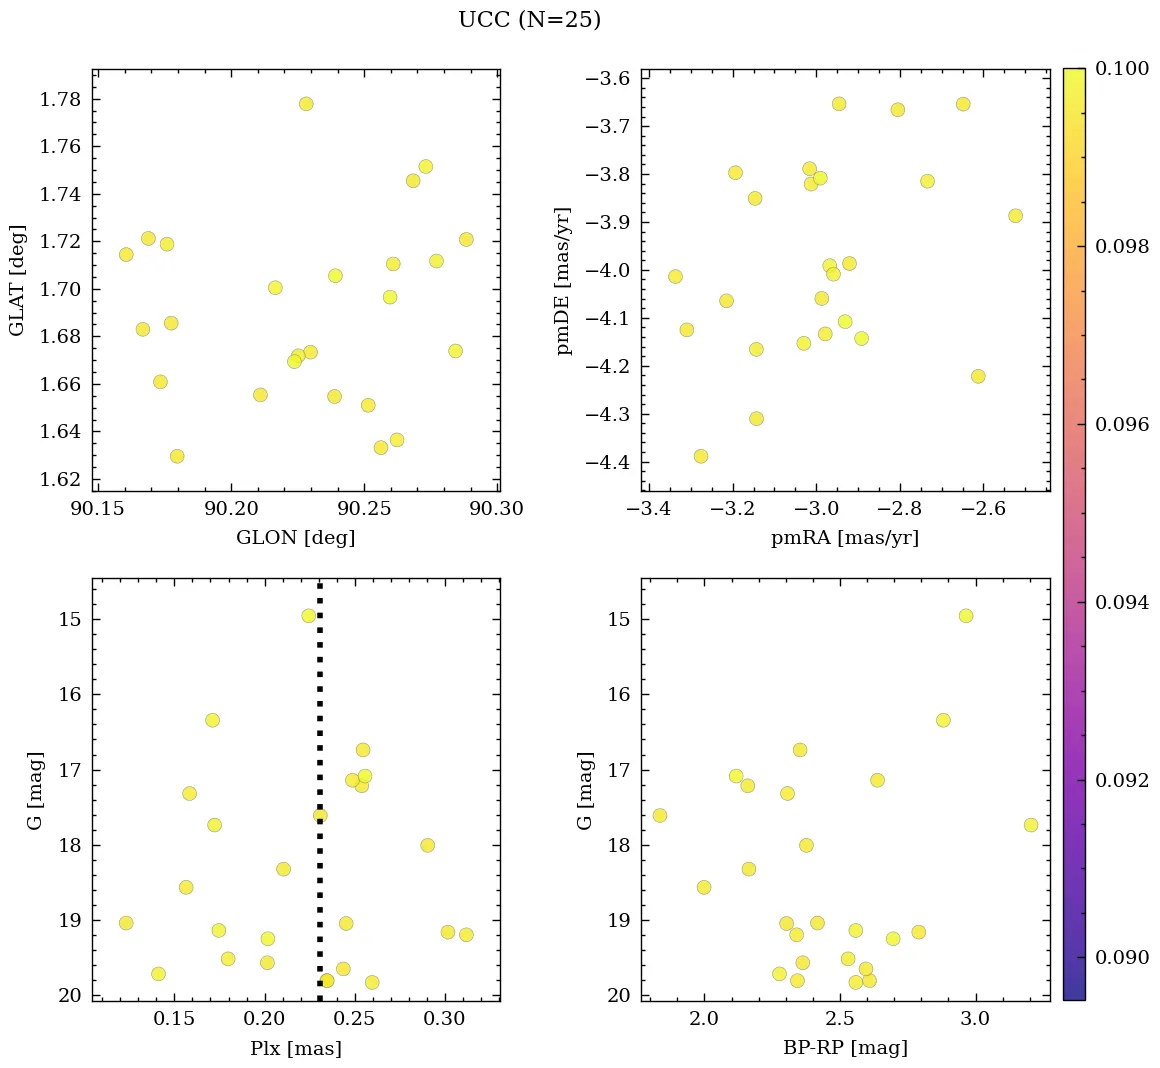 UCC (N=25)
1.78
1.76
1.74
1.72
1.70
1.68
1.66
1.64
1.62
GLAT [deg]
90.15 90.20 90.25 90.30
GLON [deg]
−3.6
−3.7
−3.8
−3.9
−4.0
−4.1
−4.2
−4.3
−4.4
pmDE [mas/yr]
−3.4 −3.2 −3.0 −2.8 −2.6
pmRA [mas/yr]
0.100
0.098
0.096
0.094
0.092
0.090
15
16
17
18
19
20
G [mag]
0.15 0.20 0.25 0.30
Plx [mas]
15
16
17
18
19
20
G [mag]
2.0 2.5 3.0
BP-RP [mag]